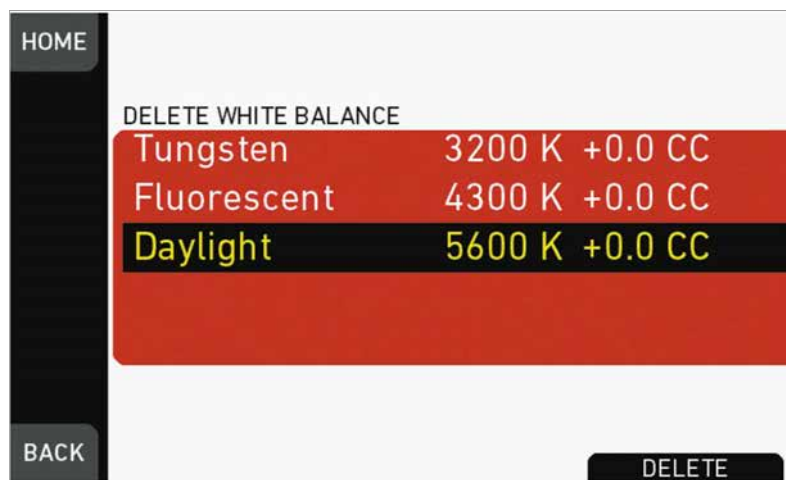 HOME
DELETE WHITE BALANCE
Tungsten 3200 K +0.0 CC
Fluorescent 4300 K +0.0 CC
Daylight 5600 K +0.0 CC
BACK
DELETE